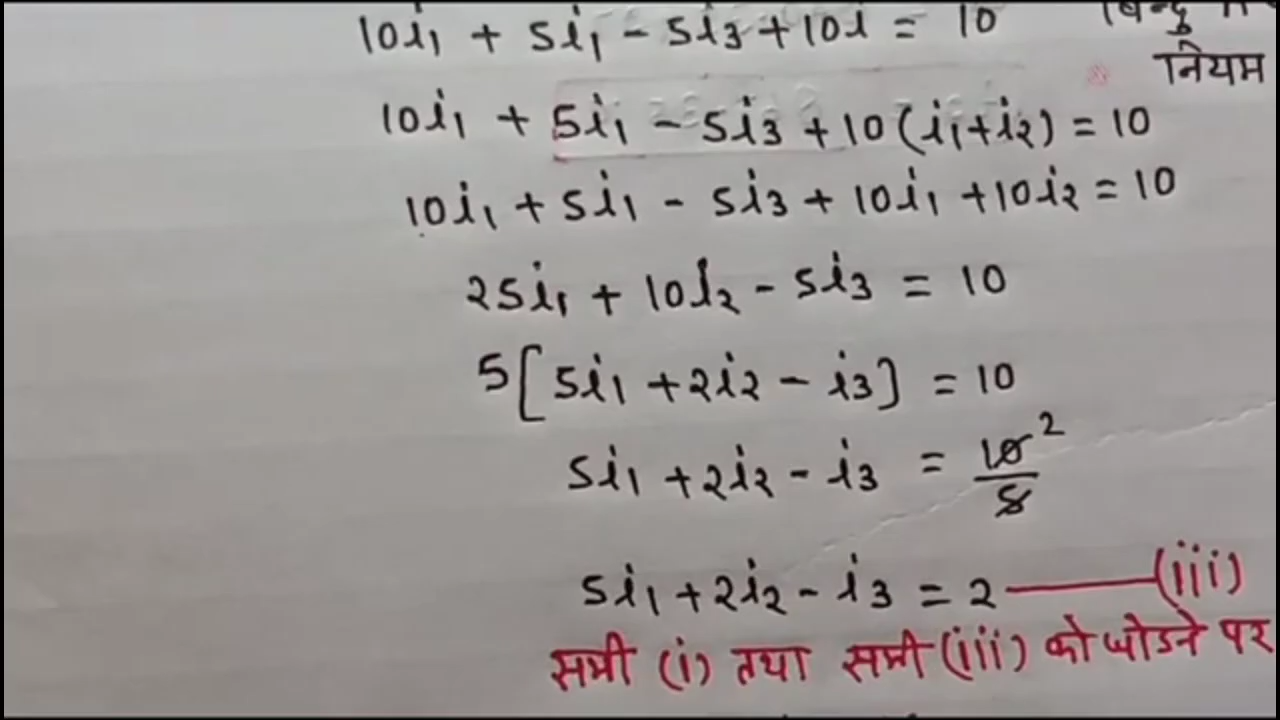 10i₁ + 5i₁ - 5i₃ + 10i = 10
नियम
10i₁ + 5i₁ - 5i₃ + 10(i₁+i₂) = 10
10i₁ + 5i₁ - 5i₃ + 10i₁ + 10i₂ = 10
25i₁ + 10i₂ - 5i₃ = 10
5[5i₁ + 2i₂ - i₃] = 10
5i₁ + 2i₂ - i₃ = 10/5 2
5i₁ + 2i₂ - i₃ = 2 —— (iii)
समी (i) तथा समी (iii) को जोडने पर